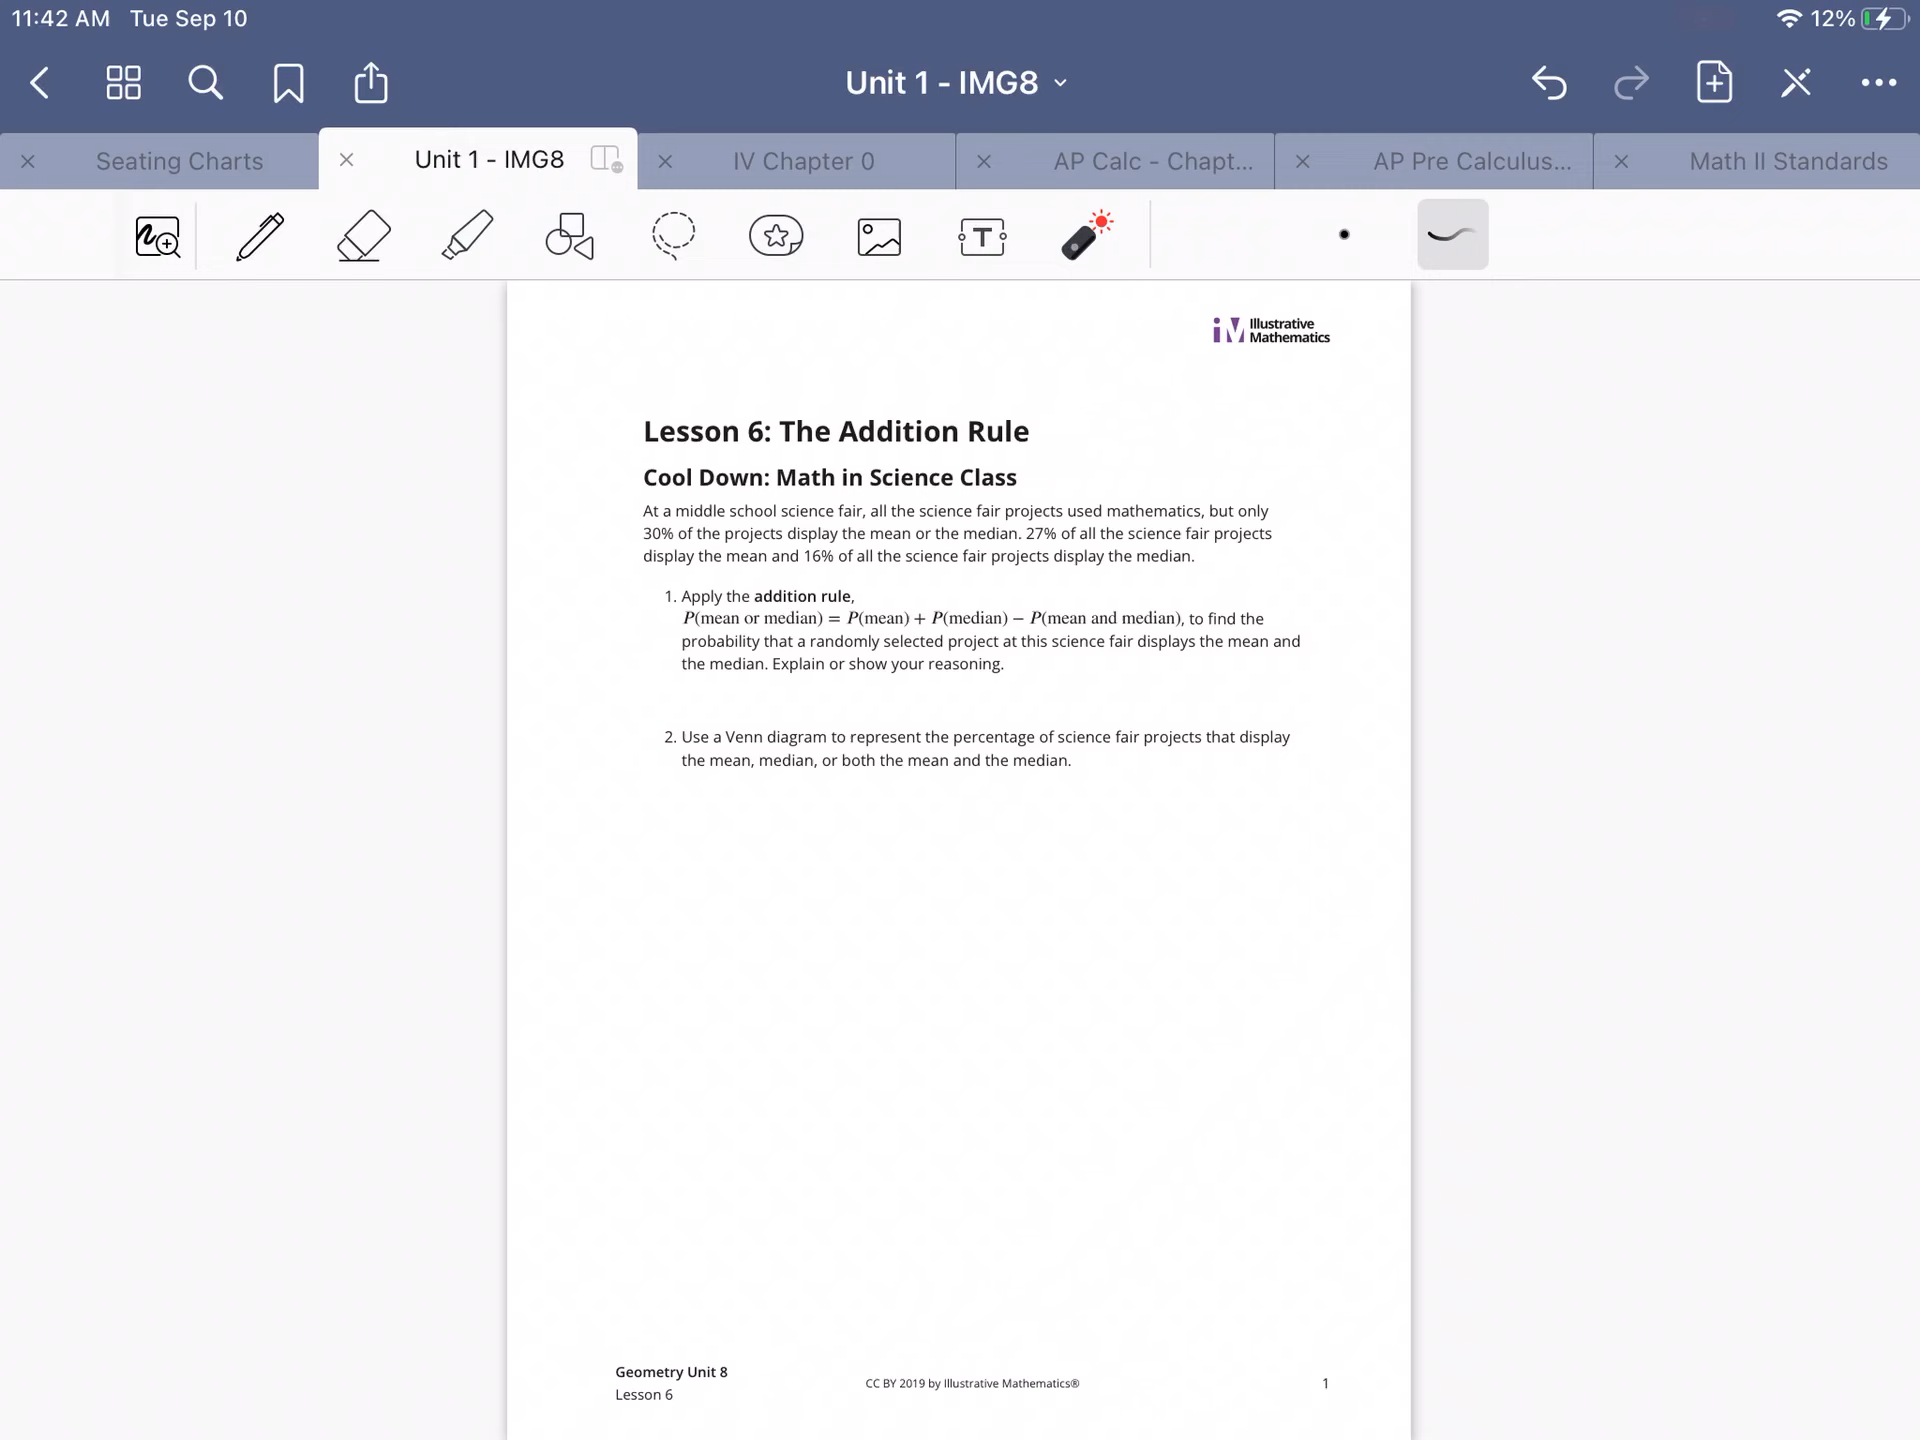 11:42 AM Tue Sep 10
12%
Unit 1 - IMG8
Seating Charts
Unit 1 - IMG8
IV Chapter 0
AP Calc - Chapt...
AP Pre Calculus...
Math II Standards
T
iM Illustrative
Mathematics
Lesson 6: The Addition Rule
Cool Down: Math in Science Class
At a middle school science fair, all the science fair projects used mathematics, but only
30% of the projects display the mean or the median. 27% of all the science fair projects
display the mean and 16% of all the science fair projects display the median.
1. Apply the addition rule,
P(mean or median) = P(mean) + P(median) − P(mean and median), to find the
probability that a randomly selected project at this science fair displays the mean and
the median. Explain or show your reasoning.
2. Use a Venn diagram to represent the percentage of science fair projects that display
the mean, median, or both the mean and the median.
Geometry Unit 8
Lesson 6
CC BY 2019 by Illustrative Mathematics®
1